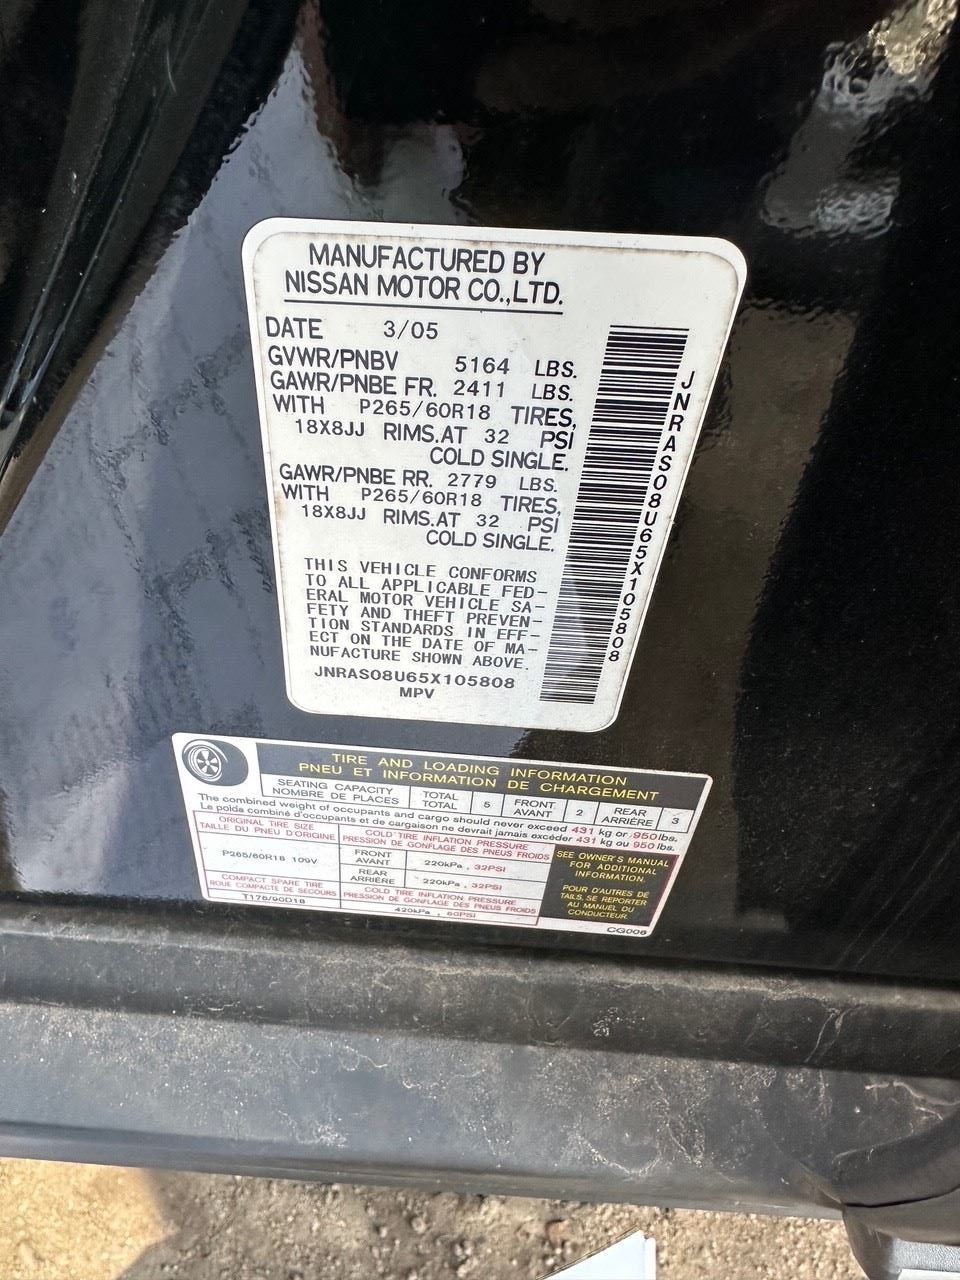 MANUFACTURED BY
NISSAN MOTOR CO.,LTD.
DATE 3/05
GVWR/PNBV 5164 LBS.
GAWR/PNBE FR. 2411 LBS.
WITH P265/60R18 TIRES,
18X8JJ RIMS.AT 32 PSI
COLD SINGLE.
GAWR/PNBE RR. 2779 LBS.
WITH P265/60R18 TIRES,
18X8JJ RIMS.AT 32 PSI
COLD SINGLE.
THIS VEHICLE CONFORMS
TO ALL APPLICABLE FED-
ERAL MOTOR VEHICLE SA-
FETY AND THEFT PREVEN-
TION STANDARDS IN EFF-
ECT ON THE DATE OF MA-
NUFACTURE SHOWN ABOVE.
JNRAS08U65X105808
MPV
JNRAS08U65X105808
TIRE AND LOADING INFORMATION
PNEU ET INFORMATION DE CHARGEMENT
SEATING CAPACITY
NOMBRE DE PLACES
TOTAL
TOTAL
5
FRONT
AVANT
2
REAR
ARRIÈRE
3
The combined weight of occupants and cargo should never exceed 431 kg or 950 lbs.
Le poids combiné d'occupants et de cargaison ne devrait jamais excéder 431 kg ou 950 lbs.
ORIGINAL TIRE SIZE
TAILLE DU PNEU D'ORIGINE
P265/60R18 109V
COLD TIRE INFLATION PRESSURE
PRESSION DE GONFLAGE DES PNEUS FROIDS
FRONT
AVANT
220kPa , 32PSI
REAR
ARRIÈRE
220kPa , 32PSI
COMPACT SPARE TIRE
ROUE COMPACTE DE SECOURS
T175/90D18
COLD TIRE INFLATION PRESSURE
PRESSION DE GONFLAGE DES PNEUS FROIDS
420kPa , 60PSI
SEE OWNER'S MANUAL
FOR ADDITIONAL
INFORMATION
POUR D'AUTRES DE
TAILS, SE REPORTER
AU MANUEL DU
CONDUCTEUR.